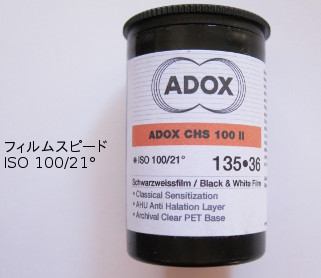 フィルムスピード
ISO 100/21°
ADOX
ADOX CHS 100 II
* ISO 100/21° 135•36
Schwarzweissfilm / Black & White Film
• Classical Sensitization
• AHU Anti Halation Layer
• Archival Clear PET Base